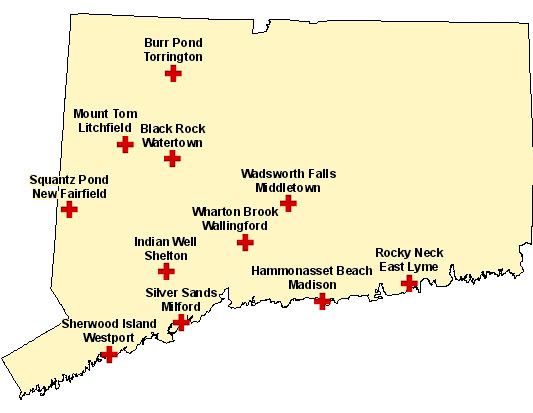 Burr Pond
Torrington
Mount Tom
Litchfield
Black Rock
Watertown
Squantz Pond
New Fairfield
Wadsworth Falls
Middletown
Wharton Brook
Wallingford
Indian Well
Shelton
Rocky Neck
East Lyme
Hammonasset Beach
Madison
Silver Sands
Milford
Sherwood Island
Westport